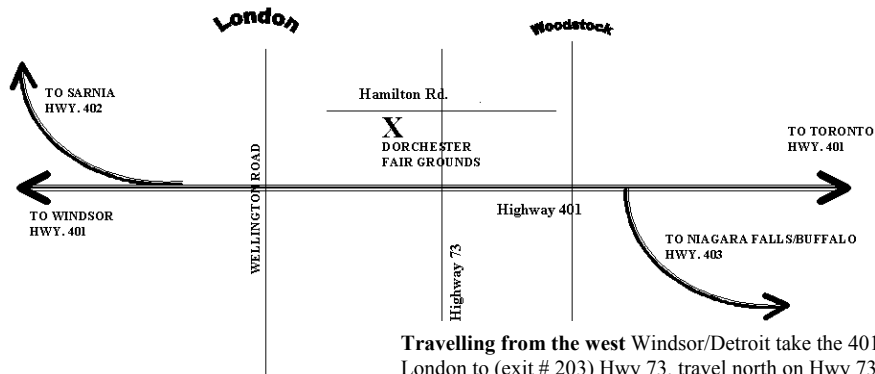 London
Woodstock
TO SARNIA
HWY. 402
Hamilton Rd.
X
DORCHESTER
FAIR GROUNDS
TO TORONTO
HWY. 401
WELLINGTON ROAD
TO WINDSOR
HWY. 401
Highway 401
Highway 73
TO NIAGARA FALLS/BUFFALO
HWY. 403
Travelling from the west Windsor/Detroit take the 401
London to (exit # 203) Hwy 73, travel north on Hwy 73